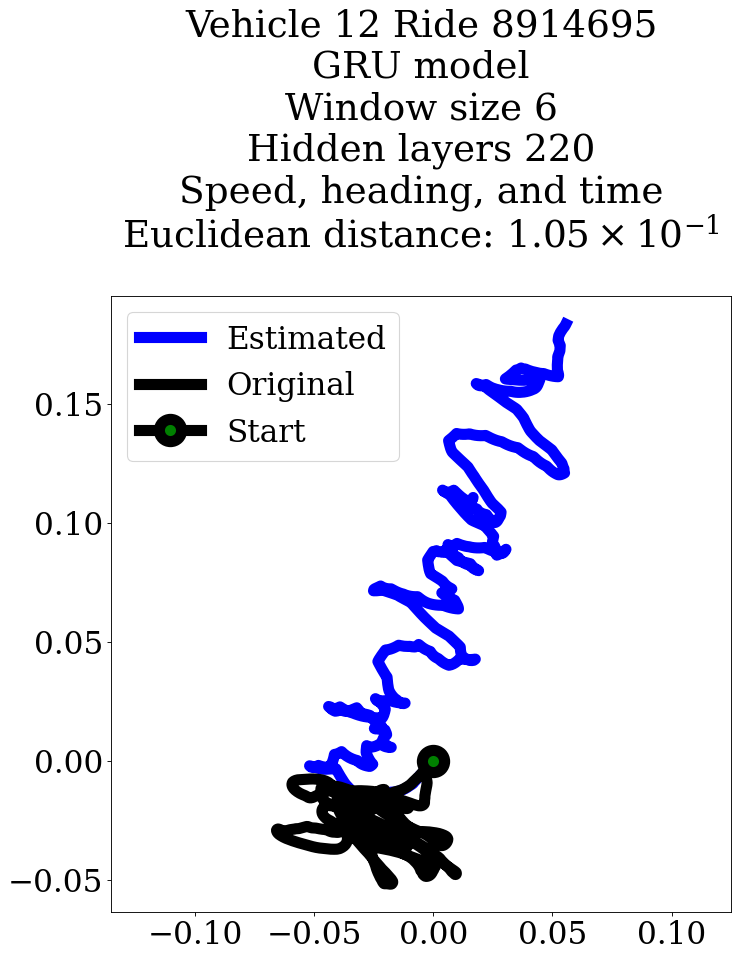 Vehicle 12 Ride 8914695
GRU model
Window size 6
Hidden layers 220
Speed, heading, and time
Euclidean distance: 1.05 × 10⁻¹
Estimated
Original
Start
0.15
0.10
0.05
0.00
−0.05
−0.10 −0.05 0.00 0.05 0.10